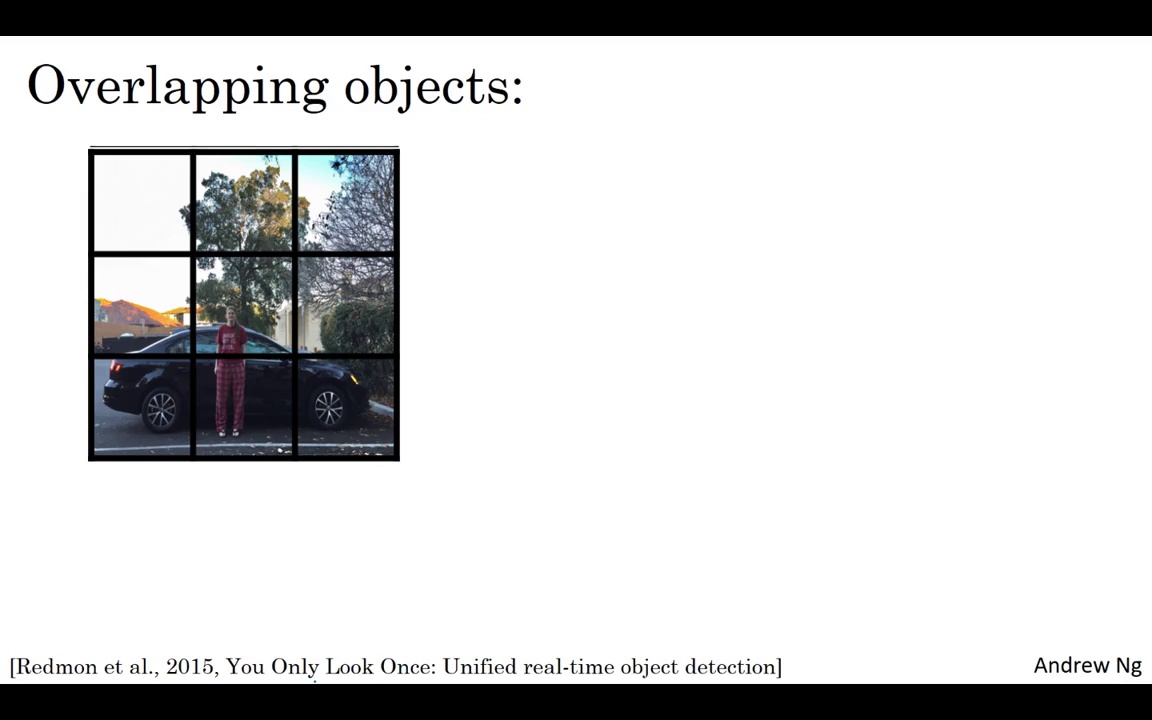 Overlapping objects:
[Redmon et al., 2015, You Only Look Once: Unified real-time object detection]
Andrew Ng